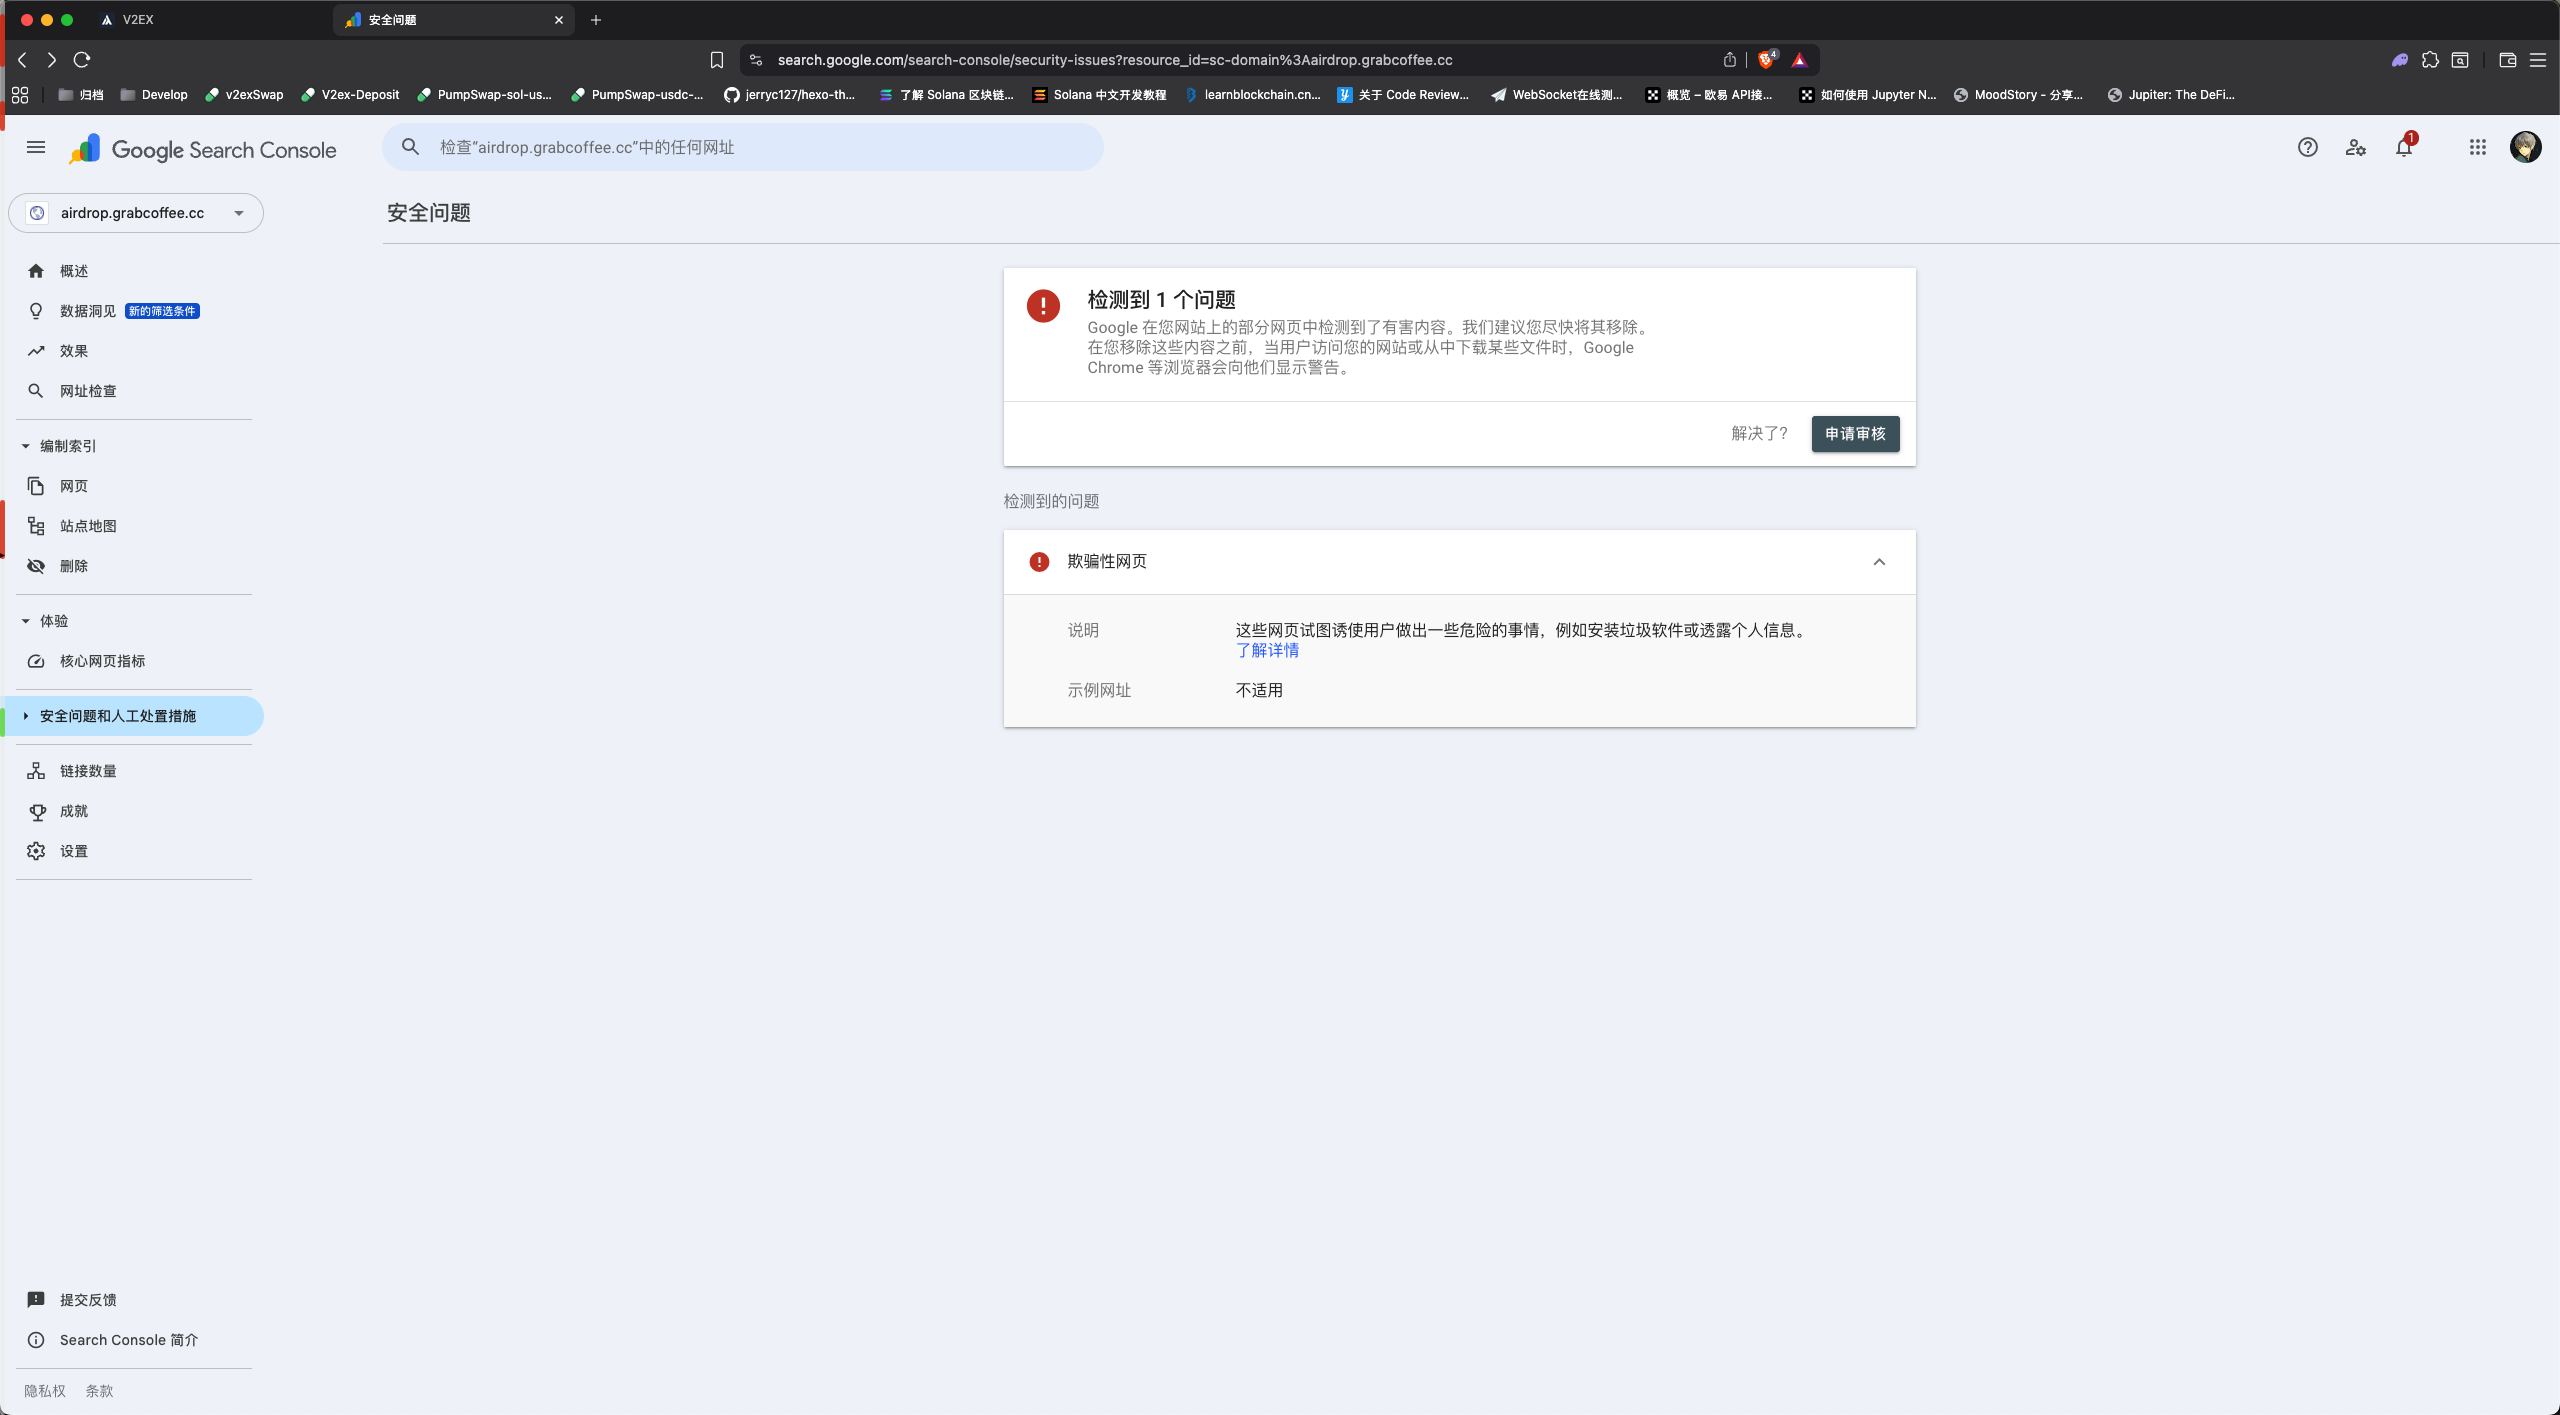 V2EX
安全问题
search.google.com/search-console/security-issues?resource_id=sc-domain%3Aairdrop.grabcoffee.cc
4
归档
Develop
v2exSwap
V2ex-Deposit
PumpSwap-sol-us...
PumpSwap-usdc-...
jerryc127/hexo-th...
了解 Solana 区块链...
Solana 中文开发教程
learnblockchain.cn...
关于 Code Review...
WebSocket在线测...
概览 – 欧易 API接...
如何使用 Jupyter N...
MoodStory - 分享...
Jupiter: The DeFi...
Google Search Console
检查“airdrop.grabcoffee.cc”中的任何网址
1
airdrop.grabcoffee.cc
安全问题
概述
数据洞见 新的筛选条件
效果
网址检查
编制索引
网页
站点地图
删除
体验
核心网页指标
安全问题和人工处置措施
链接数量
成就
设置
检测到 1 个问题
Google 在您网站上的部分网页中检测到了有害内容。我们建议您尽快将其移除。
在您移除这些内容之前，当用户访问您的网站或从中下载某些文件时，Google
Chrome 等浏览器会向他们显示警告。
解决了?
申请审核
检测到的问题
欺骗性网页
说明
这些网页试图诱使用户做出一些危险的事情，例如安装垃圾软件或透露个人信息。
了解详情
示例网址
不适用
提交反馈
Search Console 简介
隐私权
条款